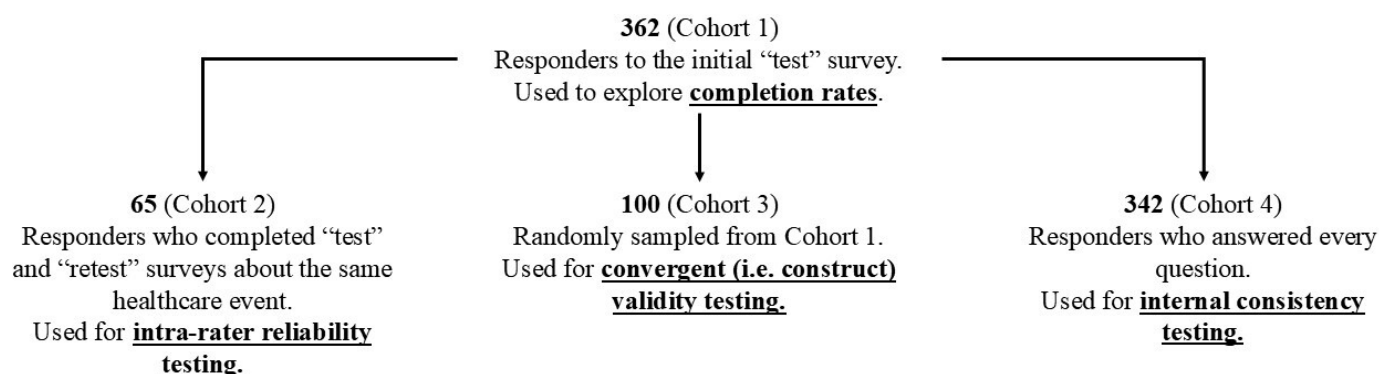 362 (Cohort 1)
Responders to the initial “test” survey.
Used to explore completion rates.
65 (Cohort 2)
Responders who completed “test”
and “retest” surveys about the same
healthcare event.
Used for intra-rater reliability
testing.
100 (Cohort 3)
Randomly sampled from Cohort 1.
Used for convergent (i.e. construct)
validity testing.
342 (Cohort 4)
Responders who answered every
question.
Used for internal consistency
testing.